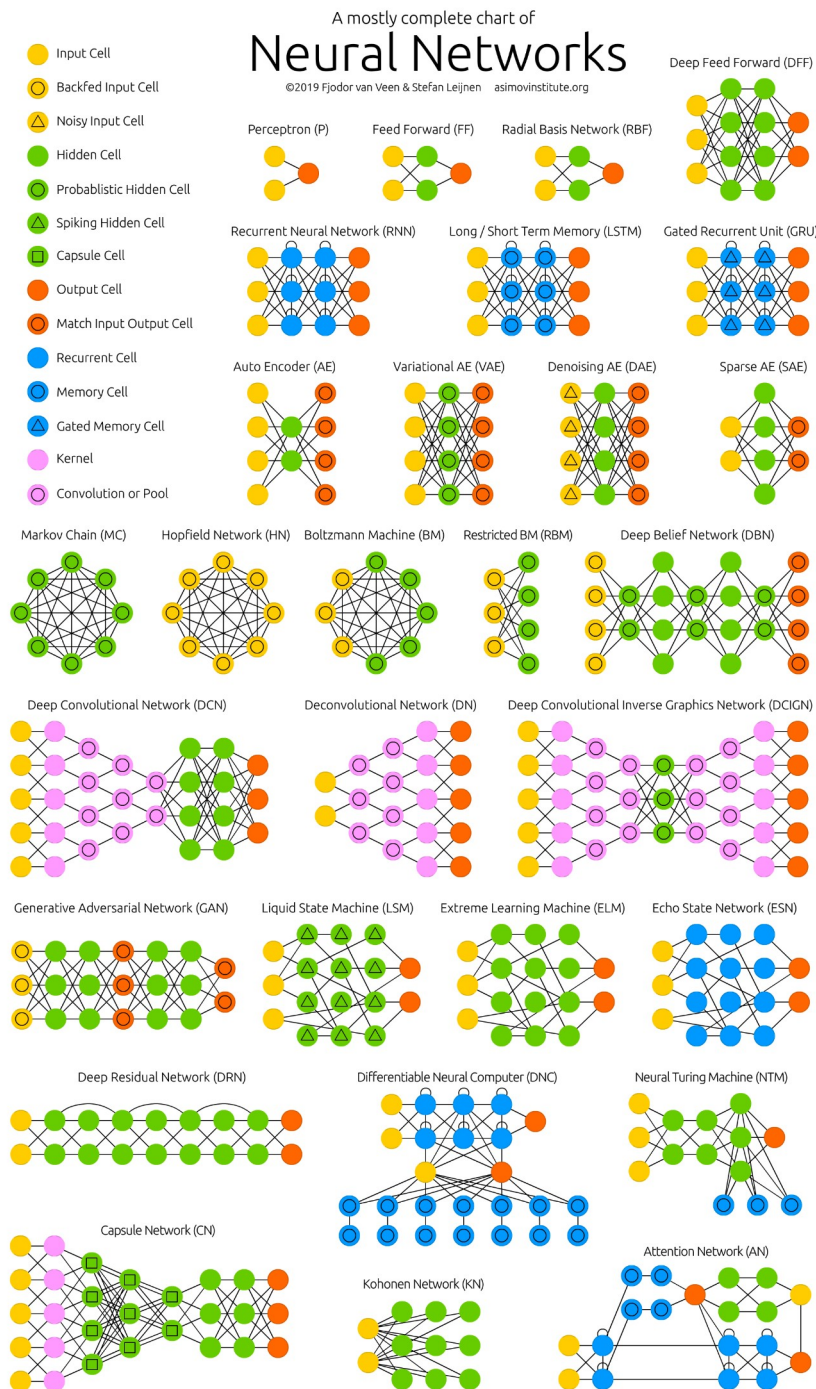 A mostly complete chart of
Neural Networks
©2019 Fjodor van Veen & Stefan Leijnen asimovinstitute.org
Input Cell
Backfed Input Cell
Noisy Input Cell
Hidden Cell
Probablistic Hidden Cell
Spiking Hidden Cell
Capsule Cell
Output Cell
Match Input Output Cell
Recurrent Cell
Memory Cell
Gated Memory Cell
Kernel
Convolution or Pool
Deep Feed Forward (DFF)
Perceptron (P)
Feed Forward (FF)
Radial Basis Network (RBF)
Recurrent Neural Network (RNN)
Long / Short Term Memory (LSTM)
Gated Recurrent Unit (GRU)
Auto Encoder (AE)
Variational AE (VAE)
Denoising AE (DAE)
Sparse AE (SAE)
Markov Chain (MC)
Hopfield Network (HN)
Boltzmann Machine (BM)
Restricted BM (RBM)
Deep Belief Network (DBN)
Deep Convolutional Network (DCN)
Deconvolutional Network (DN)
Deep Convolutional Inverse Graphics Network (DCIGN)
Generative Adversarial Network (GAN)
Liquid State Machine (LSM)
Extreme Learning Machine (ELM)
Echo State Network (ESN)
Deep Residual Network (DRN)
Differentiable Neural Computer (DNC)
Neural Turing Machine (NTM)
Capsule Network (CN)
Kohonen Network (KN)
Attention Network (AN)